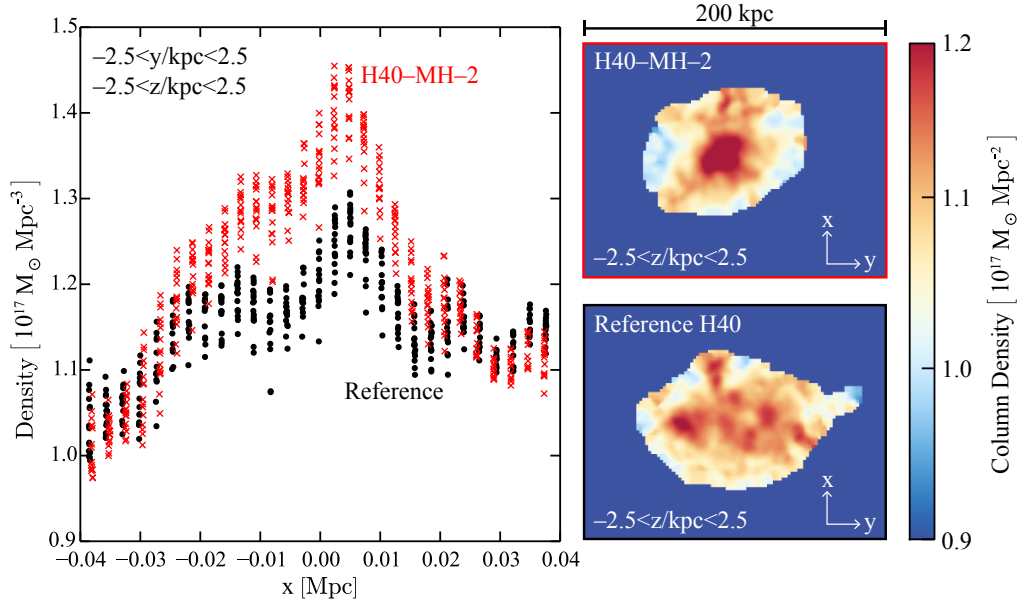 200 kpc
1.5
1.4
1.3
1.2
1.1
1.0
0.9
Density [ 10¹⁷ M⊙ Mpc⁻³ ]
−2.5<y/kpc<2.5
−2.5<z/kpc<2.5
H40–MH–2
Reference
−0.04 −0.03 −0.02 −0.01 0.00 0.01 0.02 0.03 0.04
x [Mpc]
H40–MH–2
x
y
−2.5<z/kpc<2.5
Reference H40
x
y
−2.5<z/kpc<2.5
1.2
1.1
1.0
0.9
Column Density [ 10¹⁷ M⊙ Mpc⁻² ]